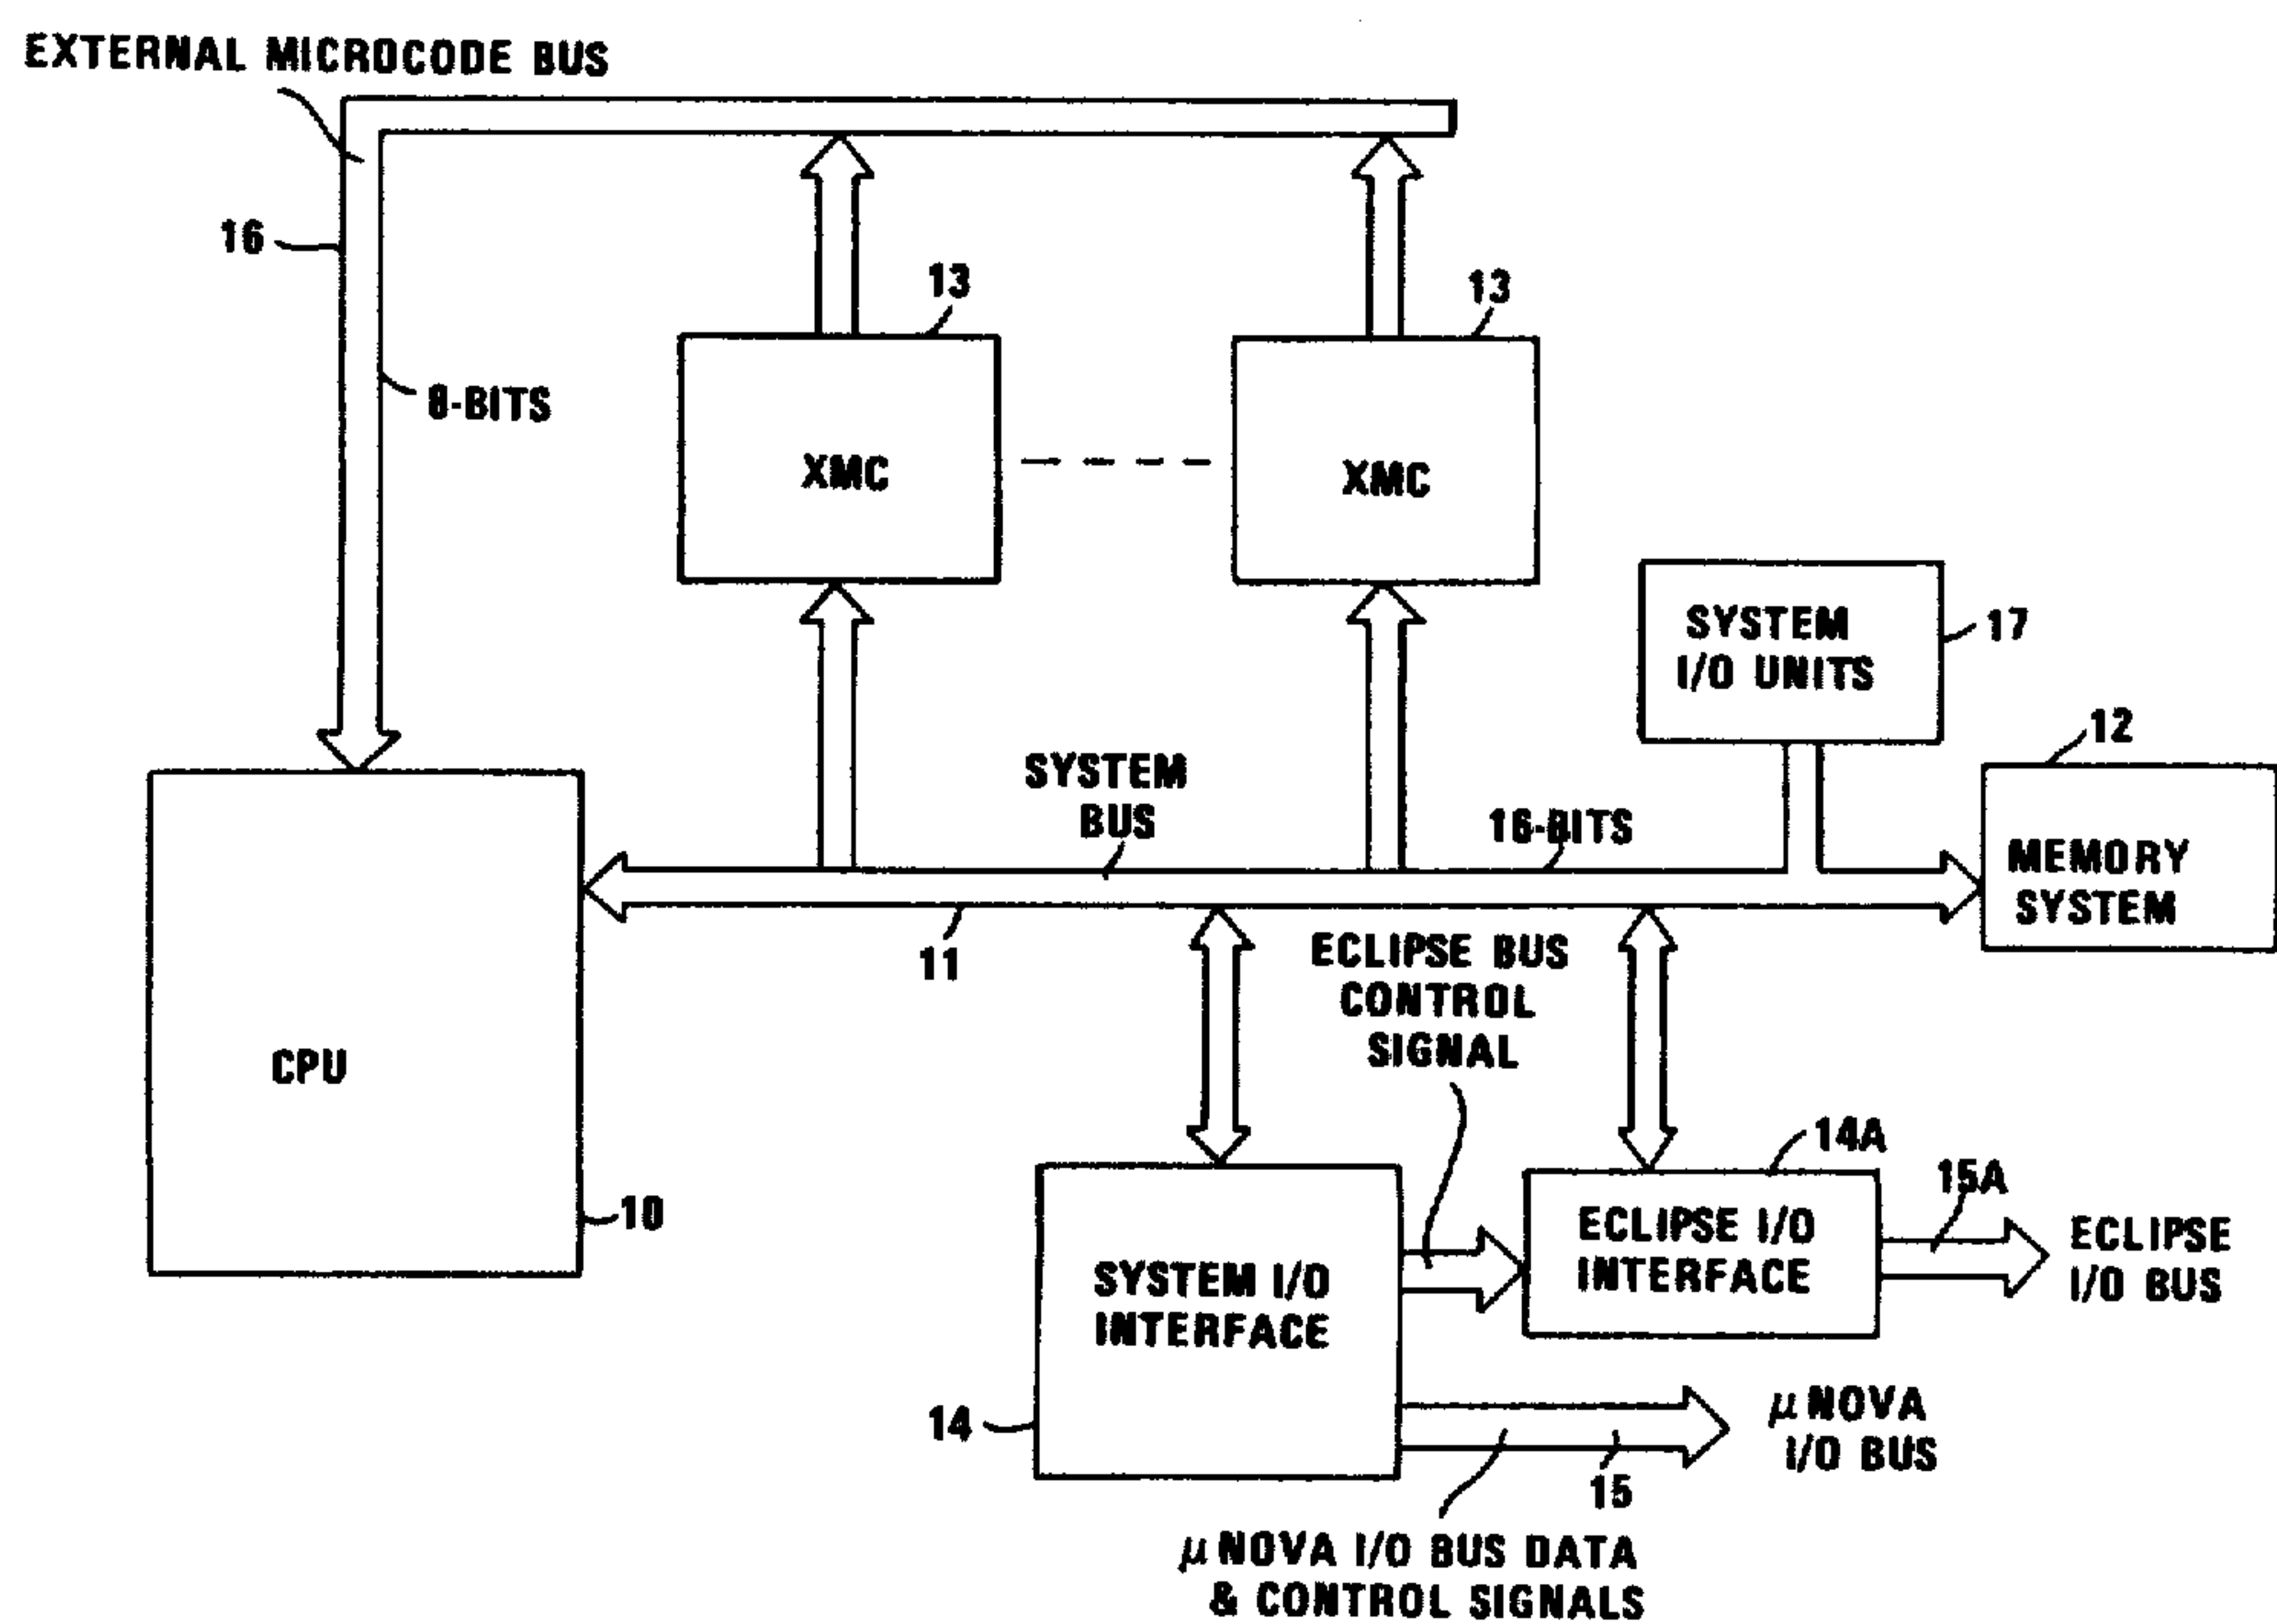 EXTERNAL MICROCODE BUS
16
13
13
8-BITS
XMC
XMC
SYSTEM
I/O UNITS
17
12
SYSTEM
BUS
16-BITS
MEMORY
SYSTEM
11
ECLIPSE BUS
CONTROL
SIGNAL
CPU
10
14A
15A
ECLIPSE I/O
INTERFACE
ECLIPSE
I/O BUS
SYSTEM I/O
INTERFACE
14
μNOVA
I/O BUS
15
μNOVA I/O BUS DATA
& CONTROL SIGNALS